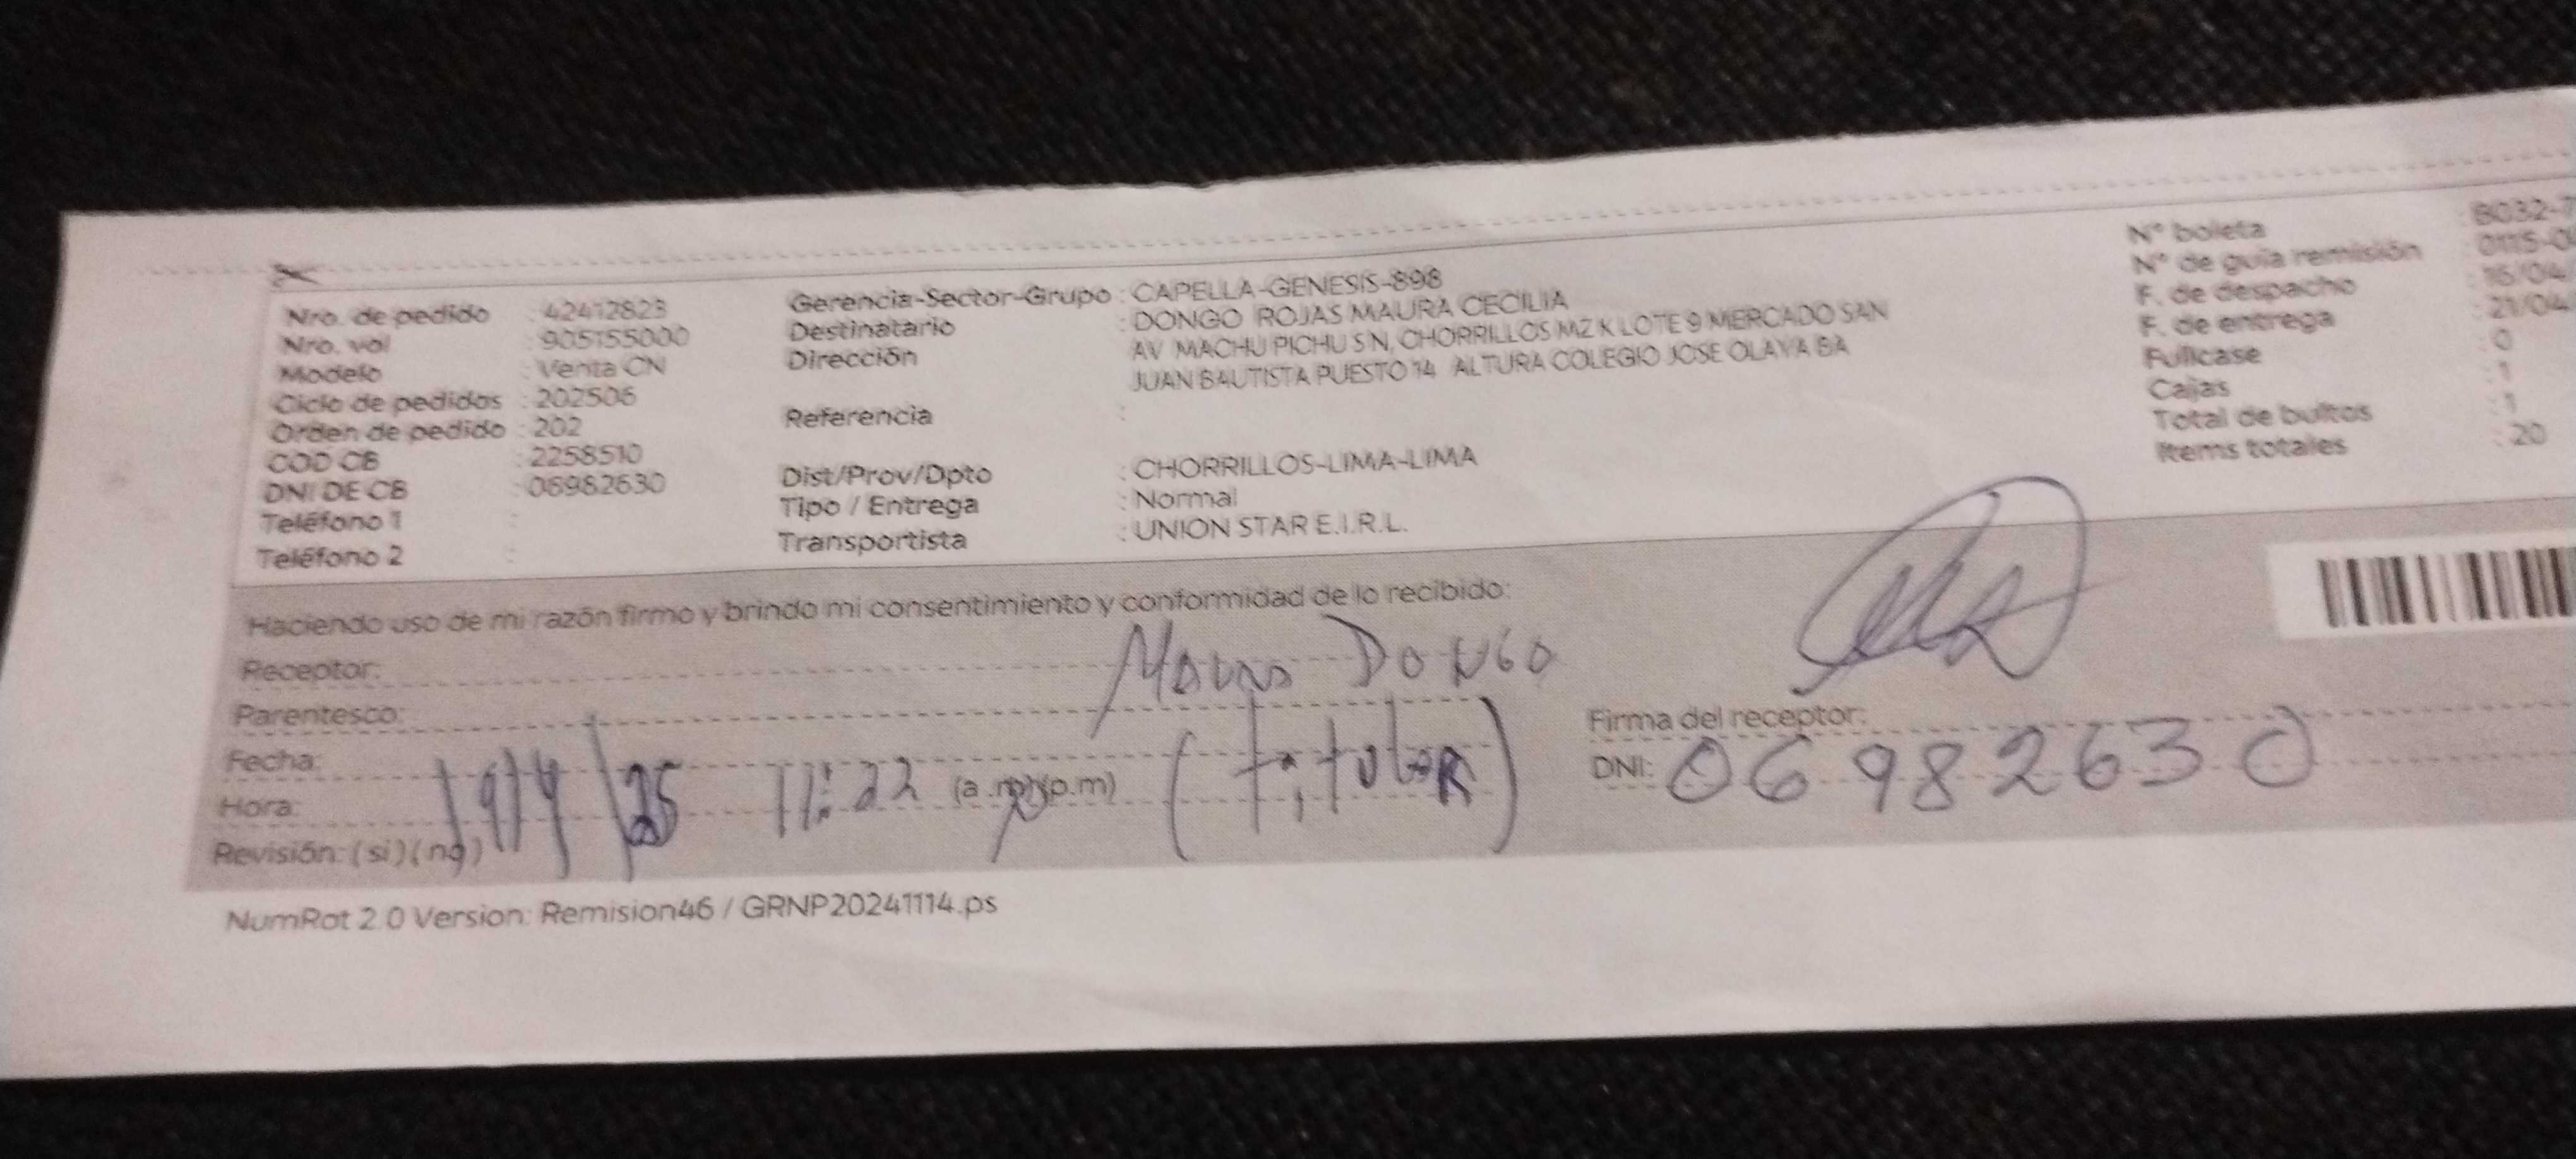 Nro. de pedido : 42412823
Nro. vol : 905155000
Modelo : Venta CN
Ciclo de pedidos : 202506
Orden de pedido : 202
COD CB : 2258510
DNI DE CB : 06982630
Teléfono 1 :
Teléfono 2 :
Gerencia-Sector-Grupo : CAPELLA-GENESIS-898
Destinatario : DONGO ROJAS MAURA CECILIA
Dirección : AV MACHU PICHU S N, CHORRILLOS MZ K LOTE 9 MERCADO SAN
JUAN BAUTISTA PUESTO 14 ALTURA COLEGIO JOSE OLAYA BA
Referencia :
Dist/Prov/Dpto : CHORRILLOS-LIMA-LIMA
Tipo / Entrega : Normal
Transportista : UNION STAR E.I.R.L.
N° boleta : B032-7
N° de guía remisión : 0115-0
F. de despacho : 16/04/
F. de entrega : 21/04
Fullcase : 0
Cajas : 1
Total de bultos : 1
Items totales : 20
Haciendo uso de mi razón firmo y brindo mi consentimiento y conformidad de lo recibido:
Receptor: Maura DONGO
Parentesco: (titular)
Fecha: 19/4/25
Hora: 11:22 (a.m)(p.m)
Revisión: (si) (no)
Firma del receptor:
DNI: 06982630
NumRot 2.0 Version: Remision46 / GRNP20241114.ps